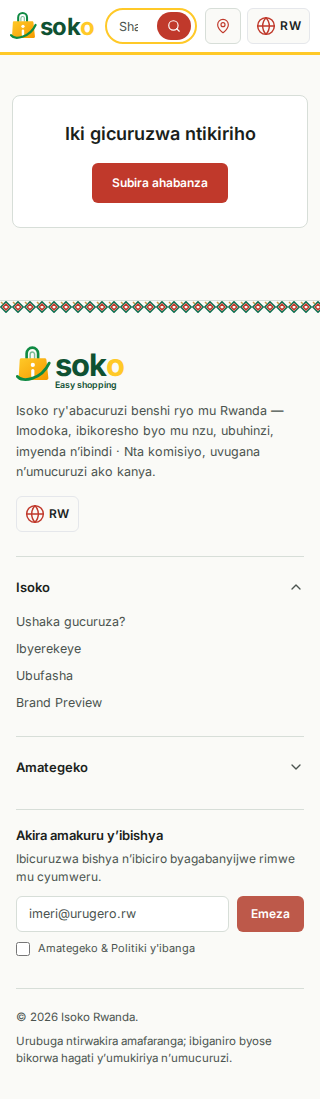 soko
Sha
RW
Iki gicuruzwa ntikiriho
Subira ahabanza
soko
Easy shopping
Isoko ry'abacuruzi benshi ryo mu Rwanda —
Imodoka, ibikoresho byo mu nzu, ubuhinzi,
imyenda n’ibindi · Nta komisiyo, uvugana
n’umucuruzi ako kanya.
RW
Isoko
Ushaka gucuruza?
Ibyerekeye
Ubufasha
Brand Preview
Amategeko
Akira amakuru y’ibishya
Ibicuruzwa bishya n’ibiciro byagabanyijwe rimwe
mu cyumweru.
imeri@urugero.rw
Emeza
Amategeko & Politiki y’ibanga
© 2026 Isoko Rwanda.
Urubuga ntirwakira amafaranga; ibiganiro byose
bikorwa hagati y’umukiriya n’umucuruzi.